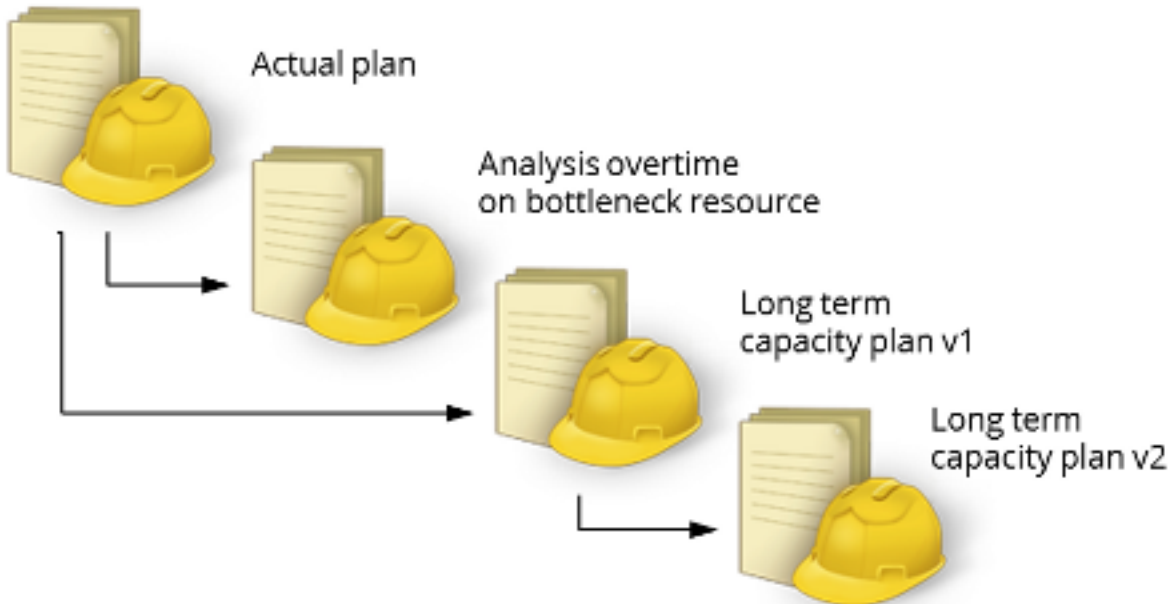 Actual plan
Analysis overtime
on bottleneck resource
Long term
capacity plan v1
Long term
capacity plan v2